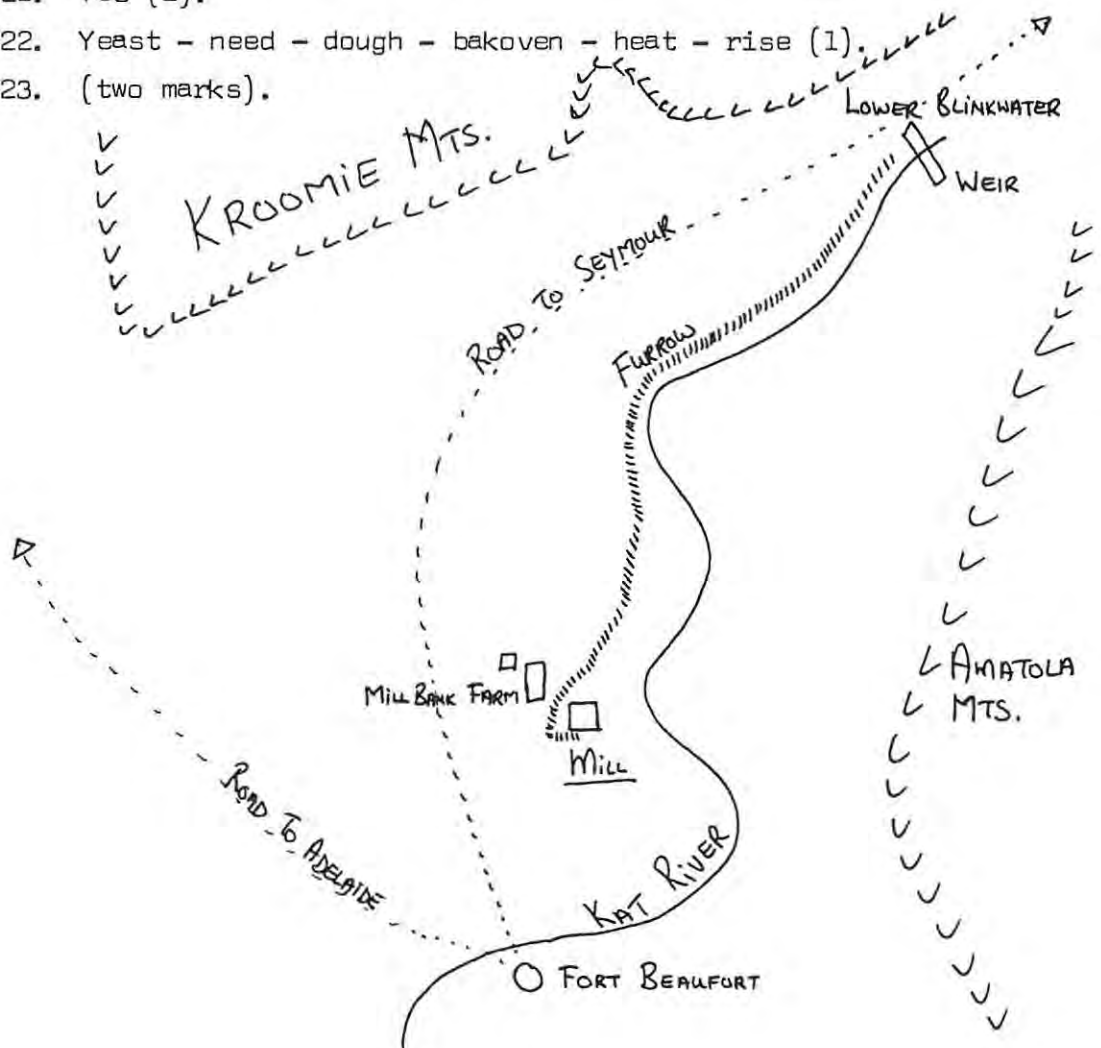 22. Yeast – need – dough – bakoven – heat – rise (1).
23. (two marks).
LOWER BLINKWATER
KROOMIE MTS.
WEIR
ROAD TO SEYMOUR
FURROW
MILL BANK FARM
AMATOLA
MTS.
MILL
ROAD TO ADELAIDE
KAT RIVER
FORT BEAUFORT